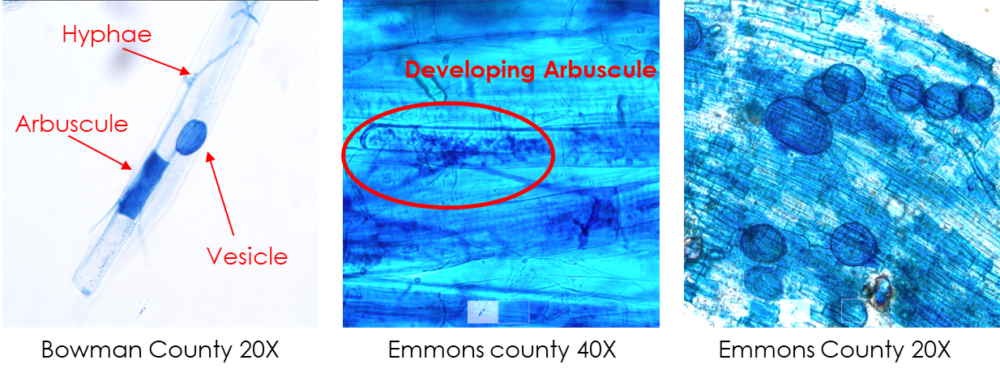 Hyphae
Arbuscule
Vesicle
Developing Arbuscule
Bowman County 20X
Emmons county 40X
Emmons County 20X